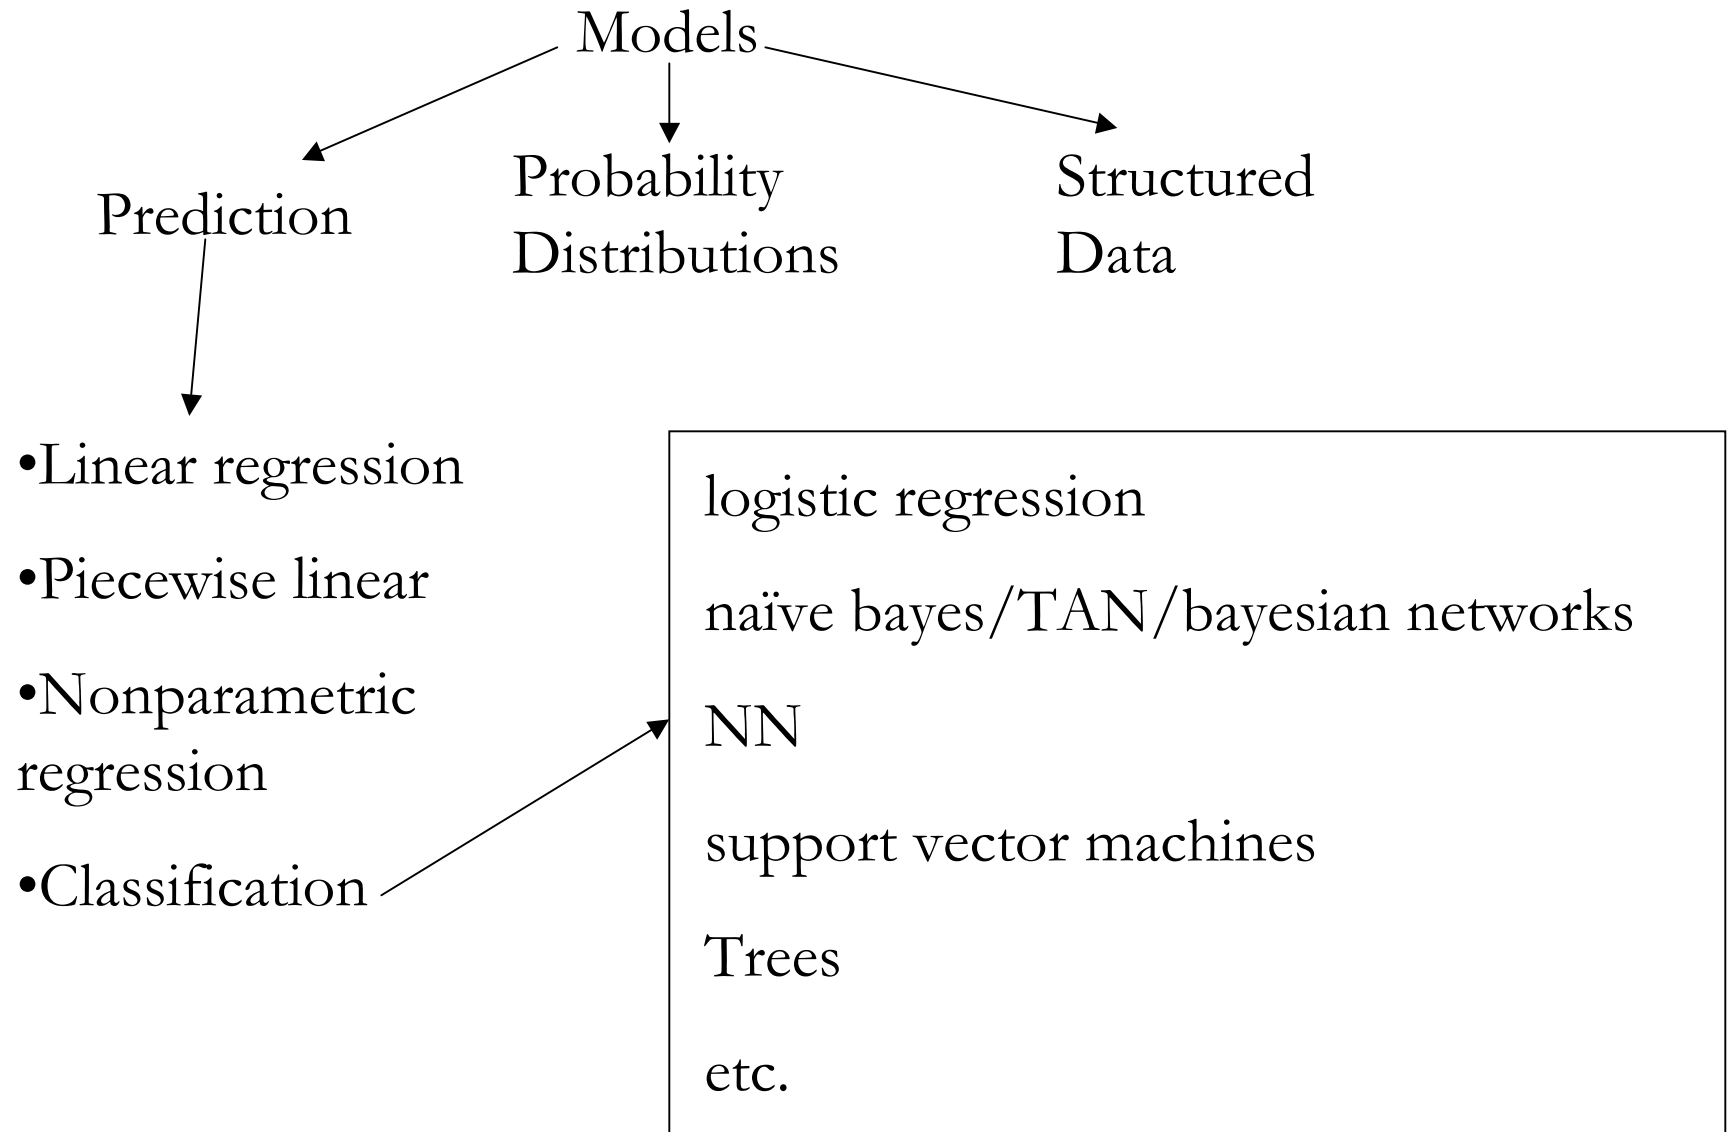 Models
Prediction
Probability
Distributions
Structured
Data
•Linear regression
•Piecewise linear
•Nonparametric
regression
•Classification
logistic regression
naïve bayes/TAN/bayesian networks
NN
support vector machines
Trees
etc.